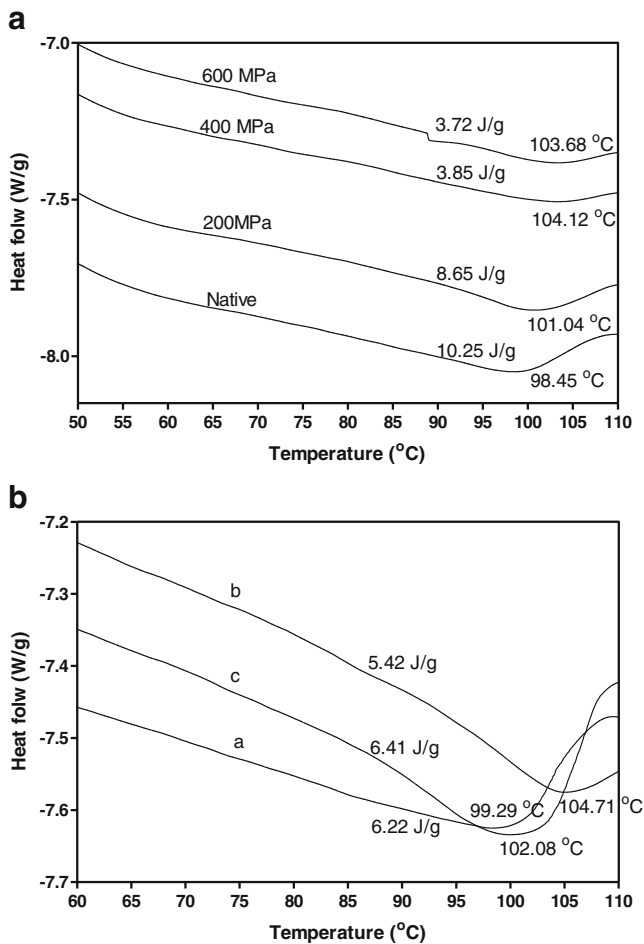 a
-7.0
-7.5
-8.0
Heat folw (W/g)
600 MPa
3.72 J/g
103.68 °C
400 MPa
3.85 J/g
104.12 °C
200MPa
8.65 J/g
101.04 °C
Native
10.25 J/g
98.45 °C
50 55 60 65 70 75 80 85 90 95 100 105 110
Temperature (°C)
b
-7.2
-7.3
-7.4
-7.5
-7.6
-7.7
Heat folw (W/g)
b
5.42 J/g
c
6.41 J/g
a
6.22 J/g
99.29 °C
104.71 °C
102.08 °C
60 65 70 75 80 85 90 95 100 105 110
Temperature (°C)